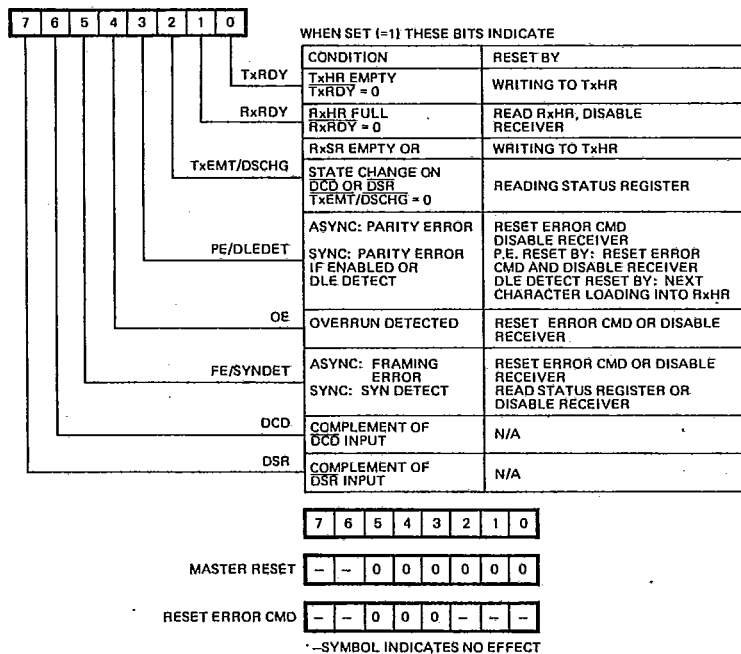 7 6 5 4 3 2 1 0
WHEN SET (=1) THESE BITS INDICATE
CONDITION RESET BY
TxRDY
TxHR EMPTY
TxRDY = 0
WRITING TO TxHR
RxRDY
RxHR FULL
RxRDY = 0
READ RxHR, DISABLE
RECEIVER
RxSR EMPTY OR
WRITING TO TxHR
TxEMT/DSCHG
STATE CHANGE ON
DCD OR DSR
TxEMT/DSCHG = 0
READING STATUS REGISTER
PE/DLEDET
ASYNC: PARITY ERROR
SYNC: PARITY ERROR
IF ENABLED OR
DLE DETECT
RESET ERROR CMD
DISABLE RECEIVER
P.E. RESET BY: RESET ERROR
CMD AND DISABLE RECEIVER
DLE DETECT RESET BY: NEXT
CHARACTER LOADING INTO RxHR
OE
OVERRUN DETECTED
RESET ERROR CMD OR DISABLE
RECEIVER
FE/SYNDET
ASYNC: FRAMING
ERROR
SYNC: SYN DETECT
RESET ERROR CMD OR DISABLE
RECEIVER
READ STATUS REGISTER OR
DISABLE RECEIVER
DCD
COMPLEMENT OF
DCD INPUT
N/A
DSR
COMPLEMENT OF
DSR INPUT
N/A
7 6 5 4 3 2 1 0
MASTER RESET – – 0 0 0 0 0 0
RESET ERROR CMD – – 0 0 0 – – –
–SYMBOL INDICATES NO EFFECT